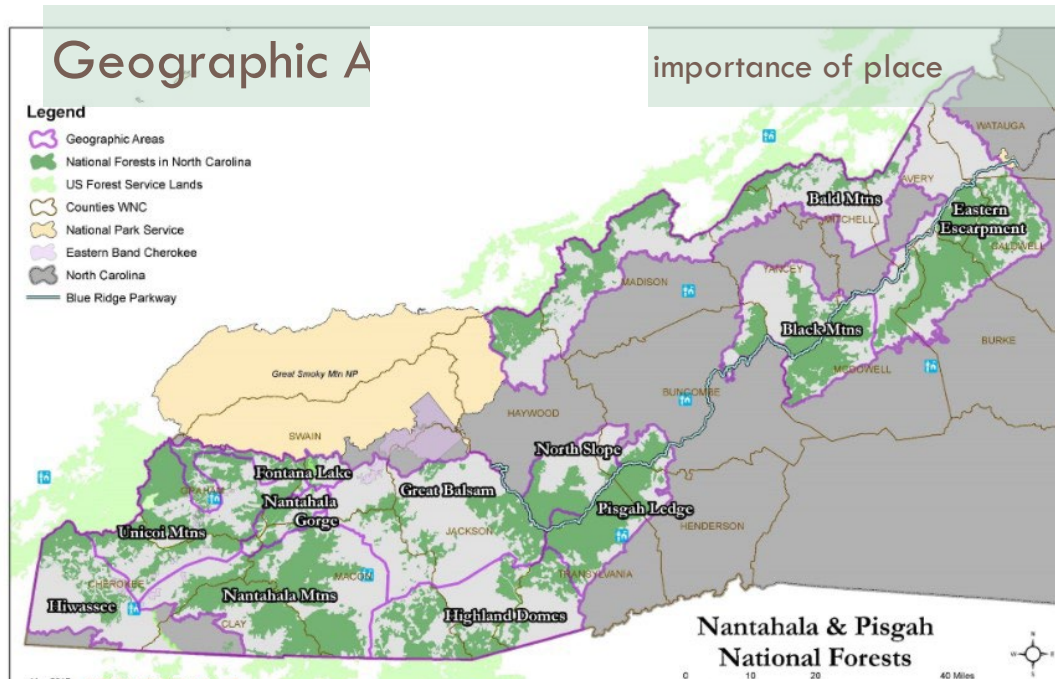 Geographic A
importance of place
Legend
Geographic Areas
National Forests in North Carolina
US Forest Service Lands
Counties WNC
National Park Service
Eastern Band Cherokee
North Carolina
Blue Ridge Parkway
WATAUGA
AVERY
Bald Mtns
MITCHELL
Eastern
Escarpment
CALDWELL
MADISON
YANCEY
Black Mtns
BURKE
MCDOWELL
Great Smoky Mtn NP
BUNCOMBE
HAYWOOD
SWAIN
North Slope
Fontana Lake
Great Balsam
GRAHAM
Nantahala
Gorge
Pisgah Ledge
Unicoi Mtns
JACKSON
HENDERSON
MACON
TRANSYLVANIA
CHEROKEE
Nantahala Mtns
Hiwassee
Highland Domes
CLAY
Nantahala & Pisgah
National Forests
N
W
E
S
0 10 20 40 Miles